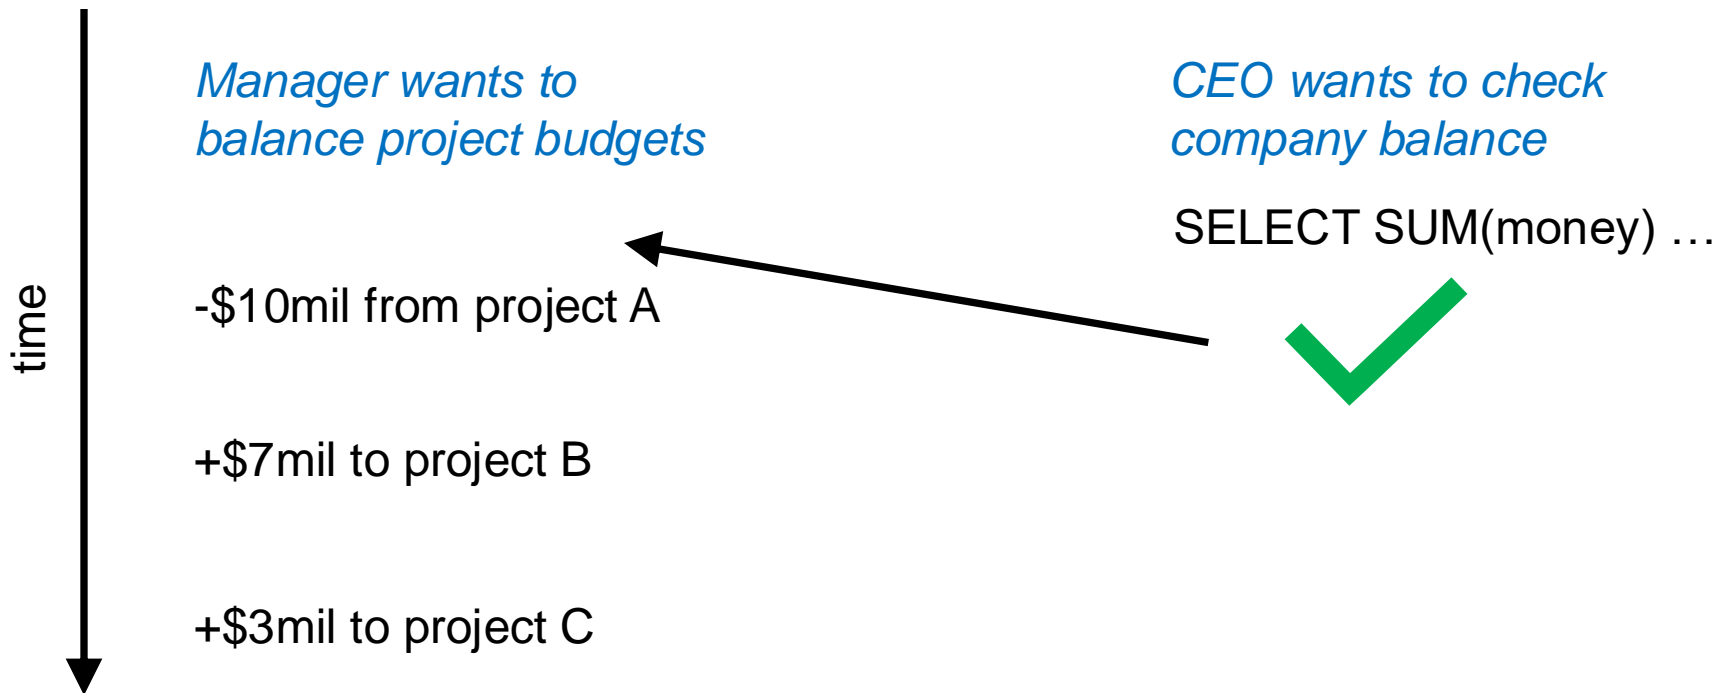 Manager wants to
balance project budgets
CEO wants to check
company balance
SELECT SUM(money) …
-$10mil from project A
time
+$7mil to project B
+$3mil to project C